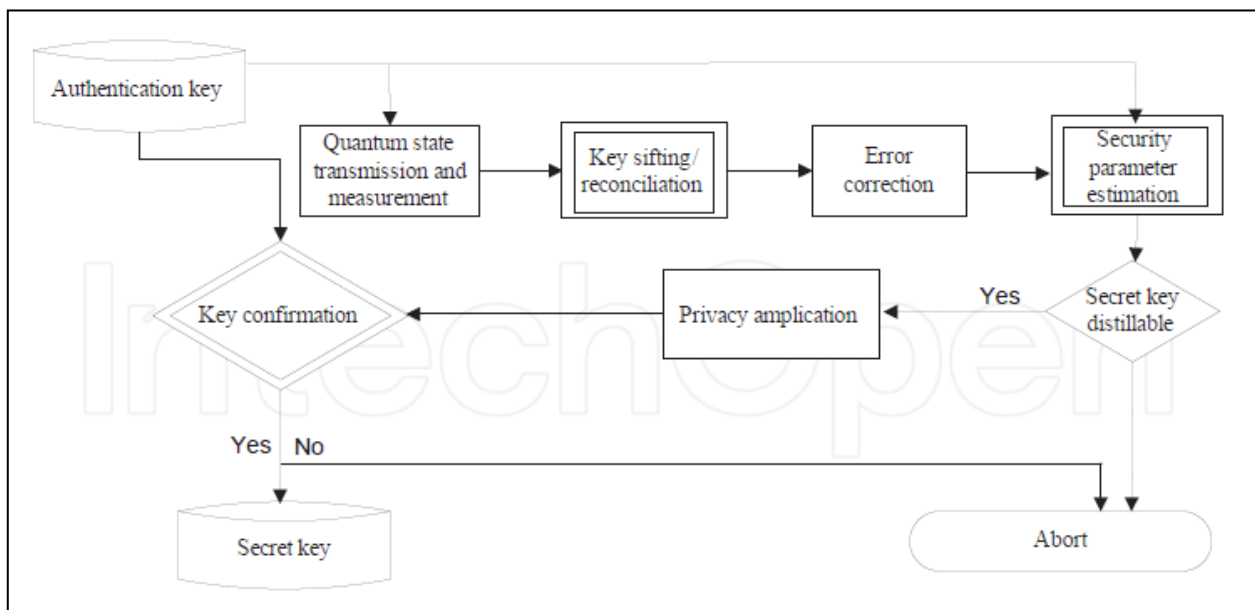 Authentication key
Quantum state
transmission and
measurement
Key sifting/
reconciliation
Error
correction
Security
parameter
estimation
Key confirmation
Privacy amplication
Yes
Secret key
distillable
IntechOpen
Yes No
Secret key
Abort